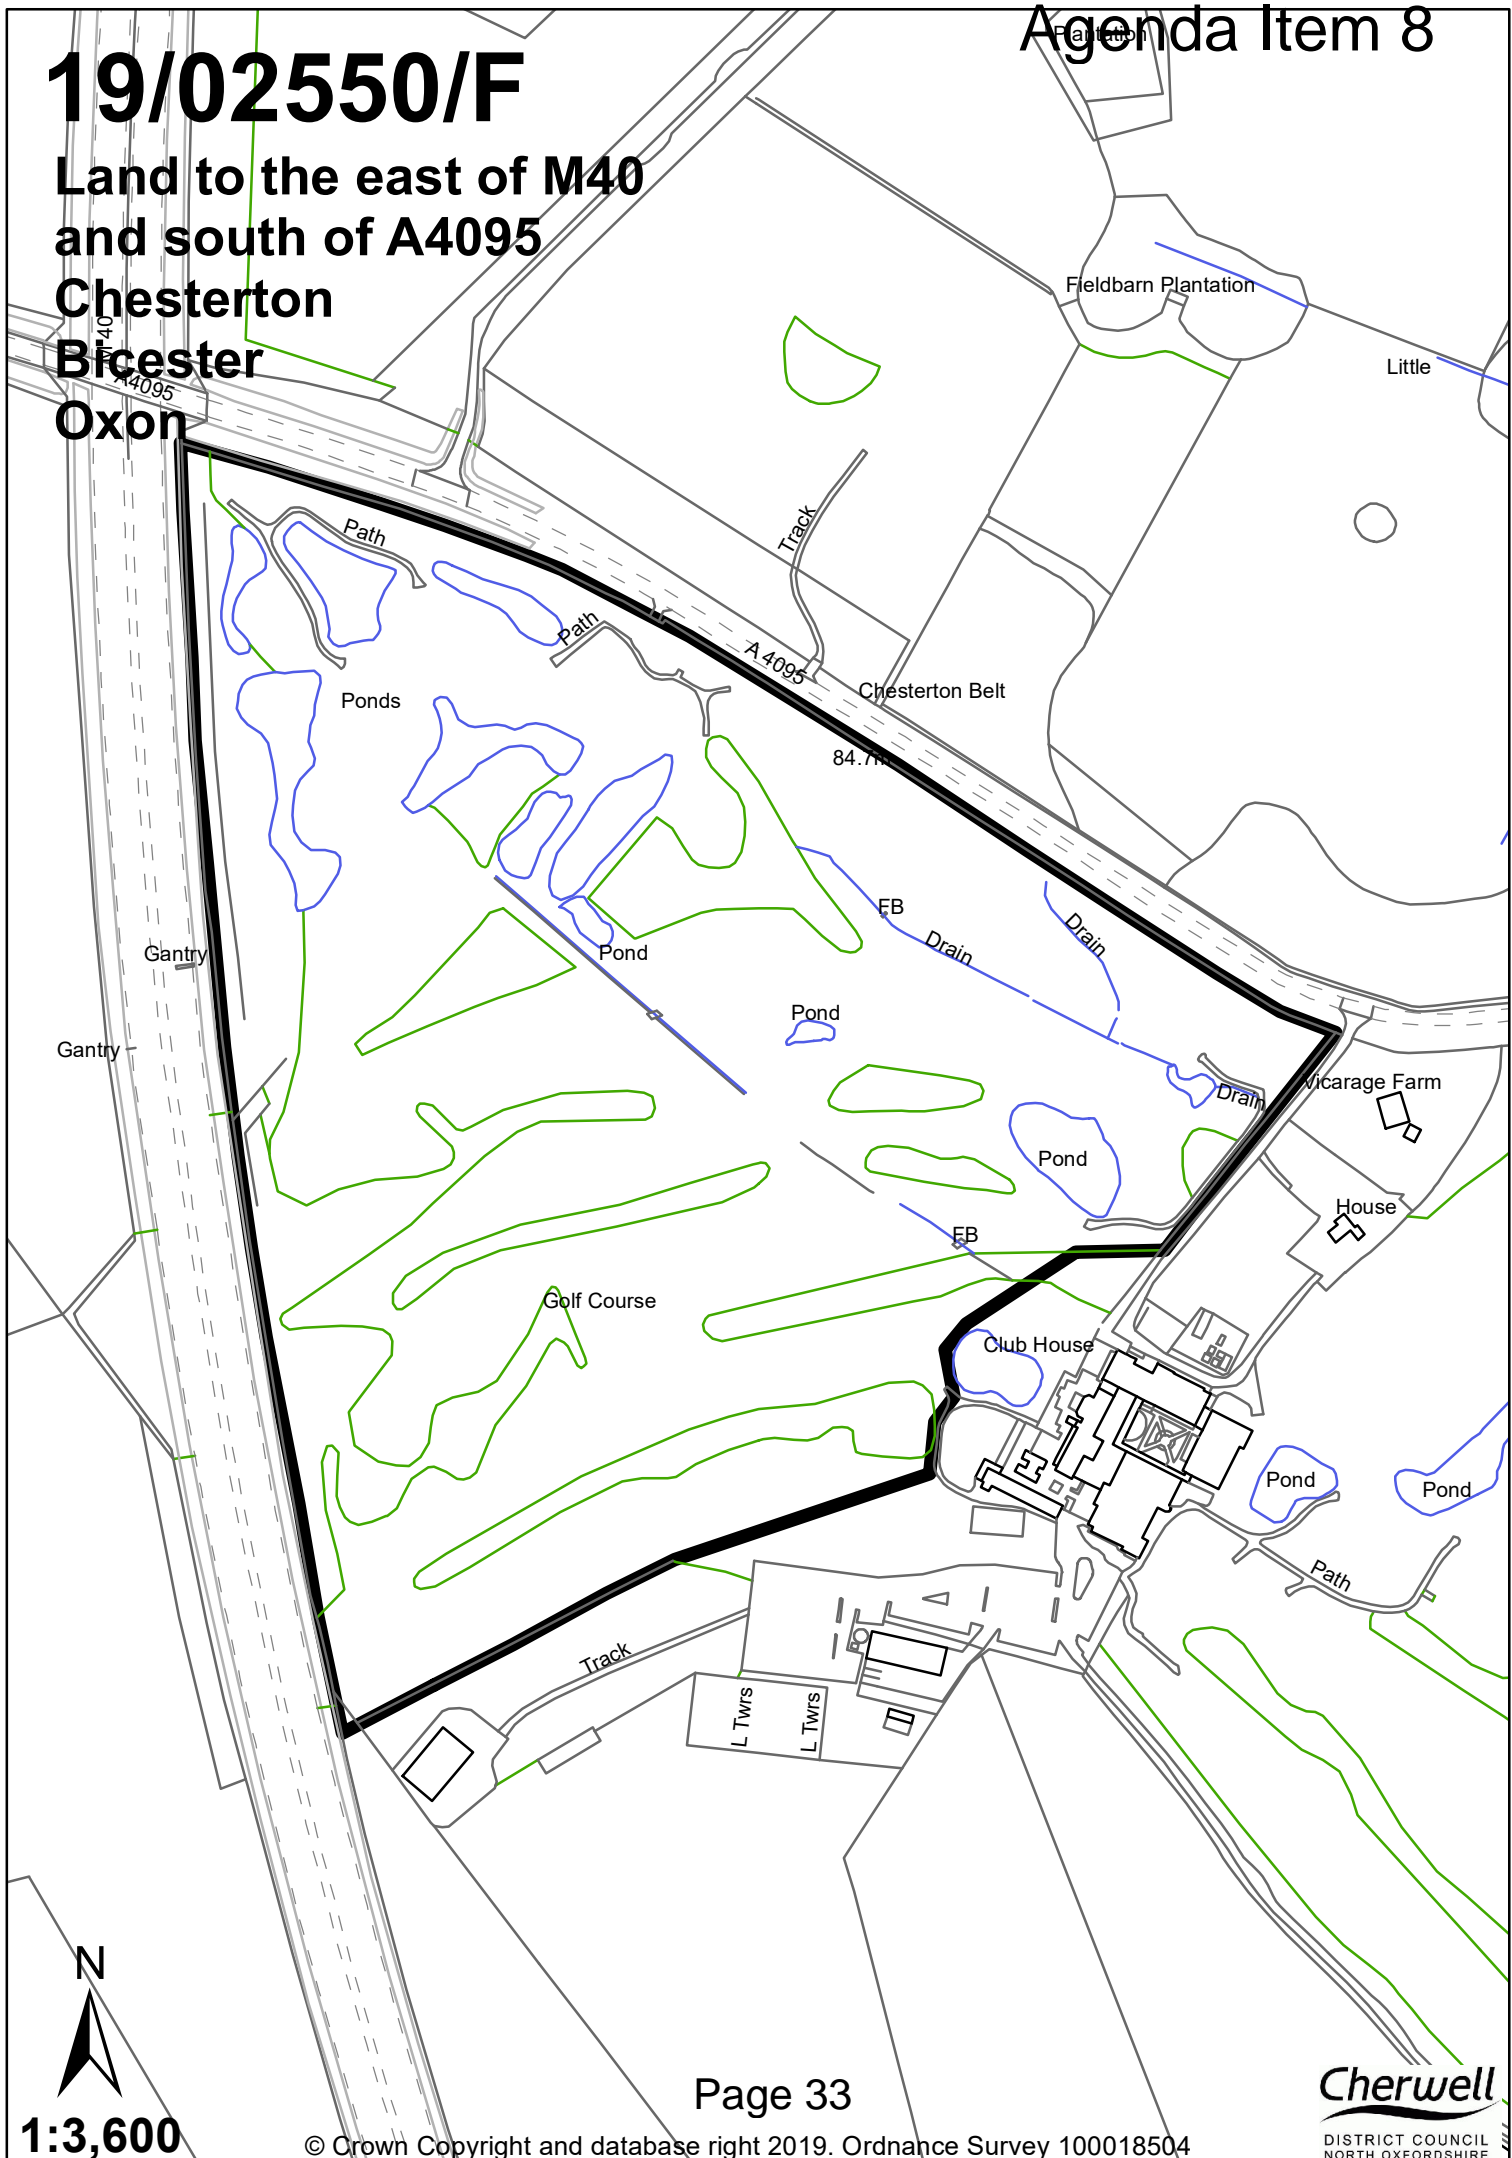 Agenda Item 8
Plantation
19/02550/F
Land to the east of M40
and south of A4095
Chesterton
Bicester
Oxon
M 40
A4095
Fieldbarn Plantation
Little
Path
Track
Path
A 4095
Chesterton Belt
Ponds
84.7m
FB
Drain
Drain
Gantry
Pond
Pond
Gantry
Vicarage Farm
Drain
Pond
House
FB
Golf Course
Club House
Pond
Pond
Path
Track
L Twrs
L Twrs
N
1:3,600
Page 33
© Crown Copyright and database right 2019. Ordnance Survey 100018504
Cherwell
DISTRICT COUNCIL
NORTH OXFORDSHIRE